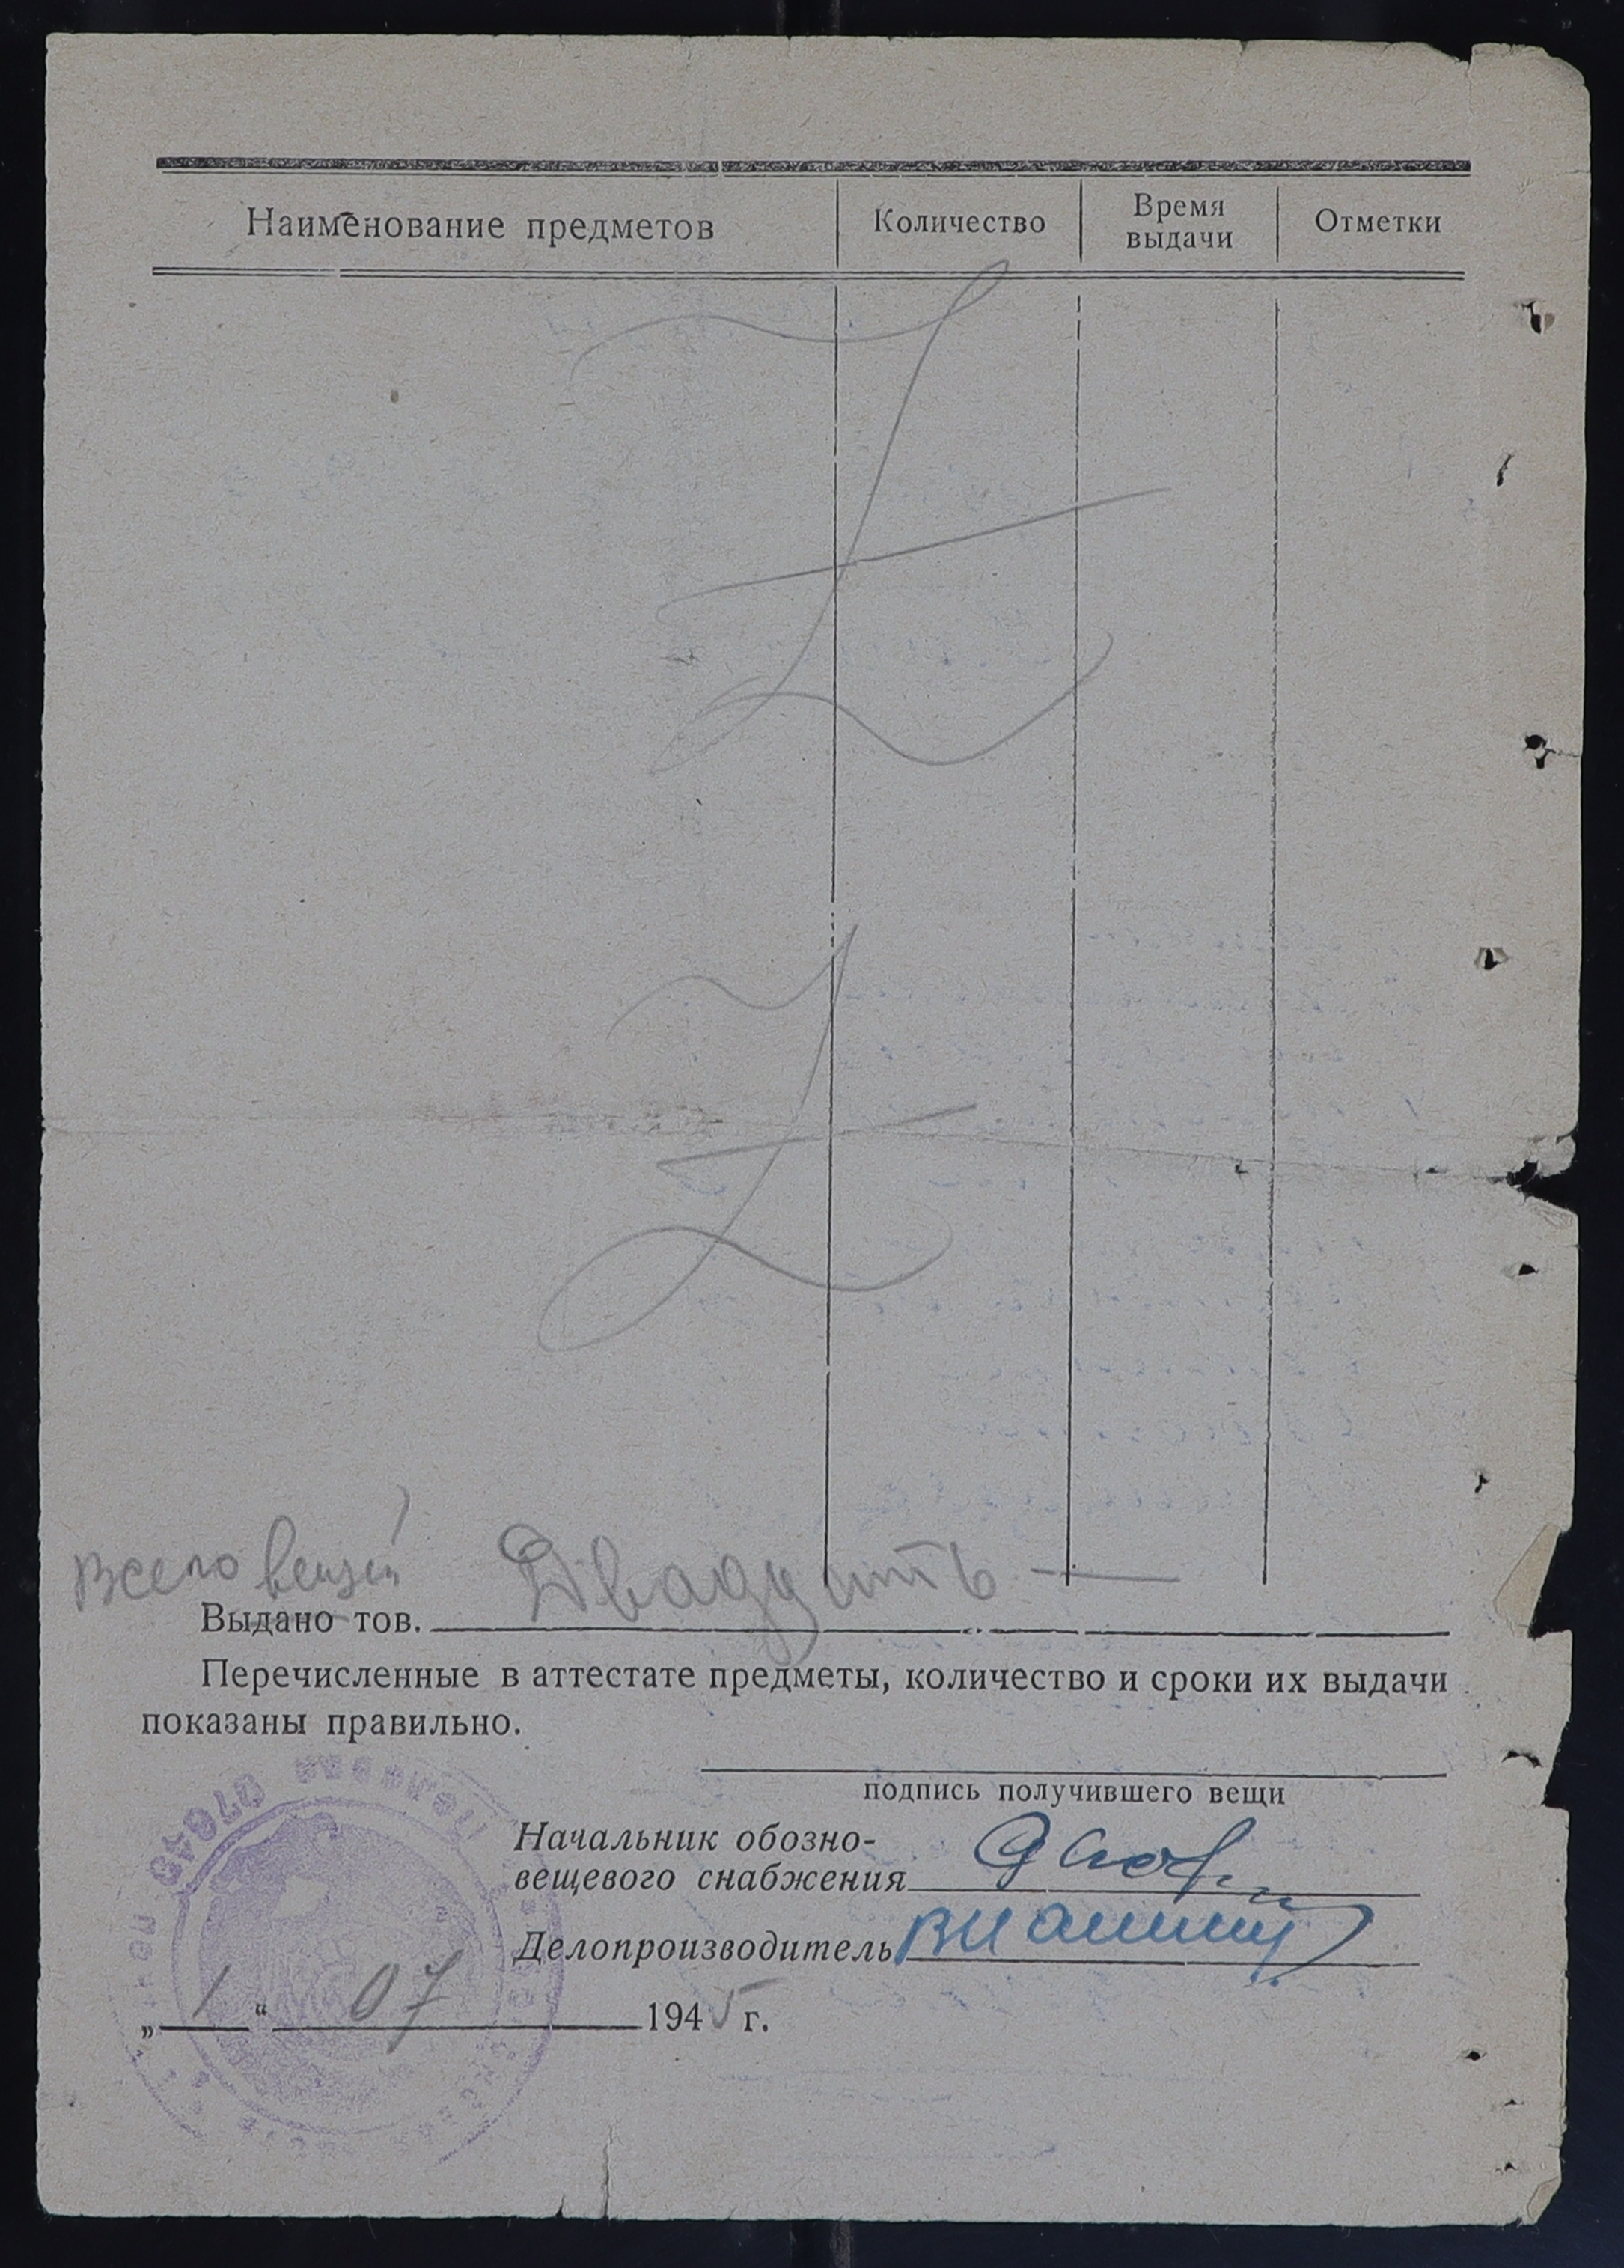 Наименование предметов Количество Время выдачи Отметки
Всего вещей Двадцать —
Выдано тов.
Перечисленные в аттестате предметы, количество и сроки их выдачи
показаны правильно.
подпись получившего вещи
Начальник обозно-
вещевого снабжения
Делопроизводитель
„ 1 “ 07 1945 г.